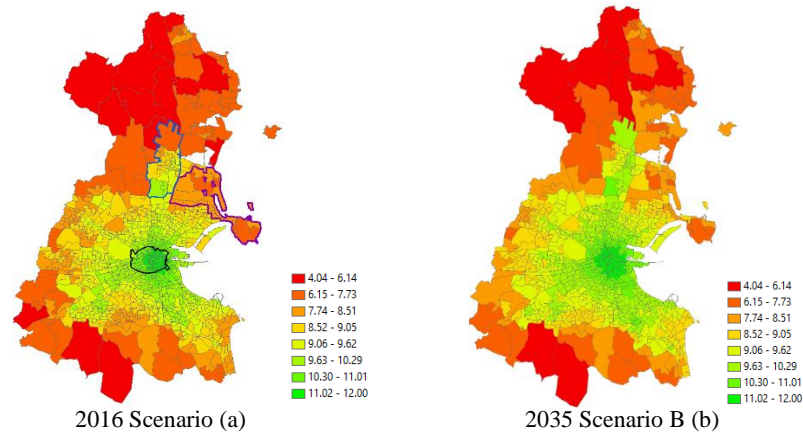 4.04 - 6.14
6.15 - 7.73
7.74 - 8.51
8.52 - 9.05
9.06 - 9.62
9.63 - 10.29
10.30 - 11.01
11.02 - 12.00
2016 Scenario (a)
4.04 - 6.14
6.15 - 7.73
7.74 - 8.51
8.52 - 9.05
9.06 - 9.62
9.63 - 10.29
10.30 - 11.01
11.02 - 12.00
2035 Scenario B (b)